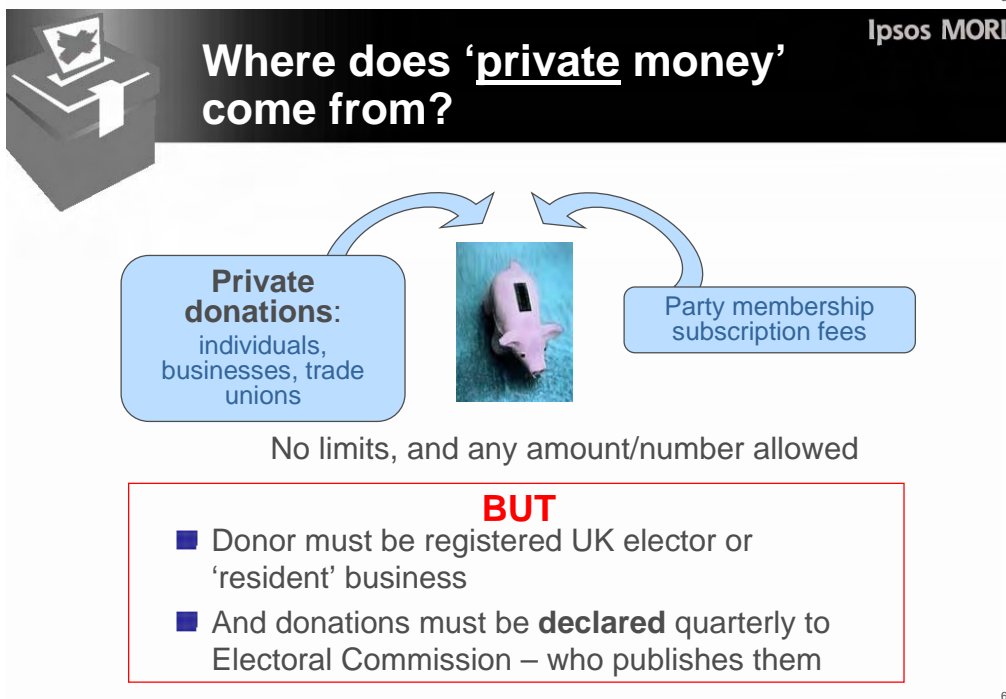 Ipsos MORI
Where does ‘private money’
come from?
Private
donations:
individuals,
businesses, trade
unions
Party membership
subscription fees
No limits, and any amount/number allowed
BUT
Donor must be registered UK elector or
‘resident’ business
And donations must be declared quarterly to
Electoral Commission – who publishes them